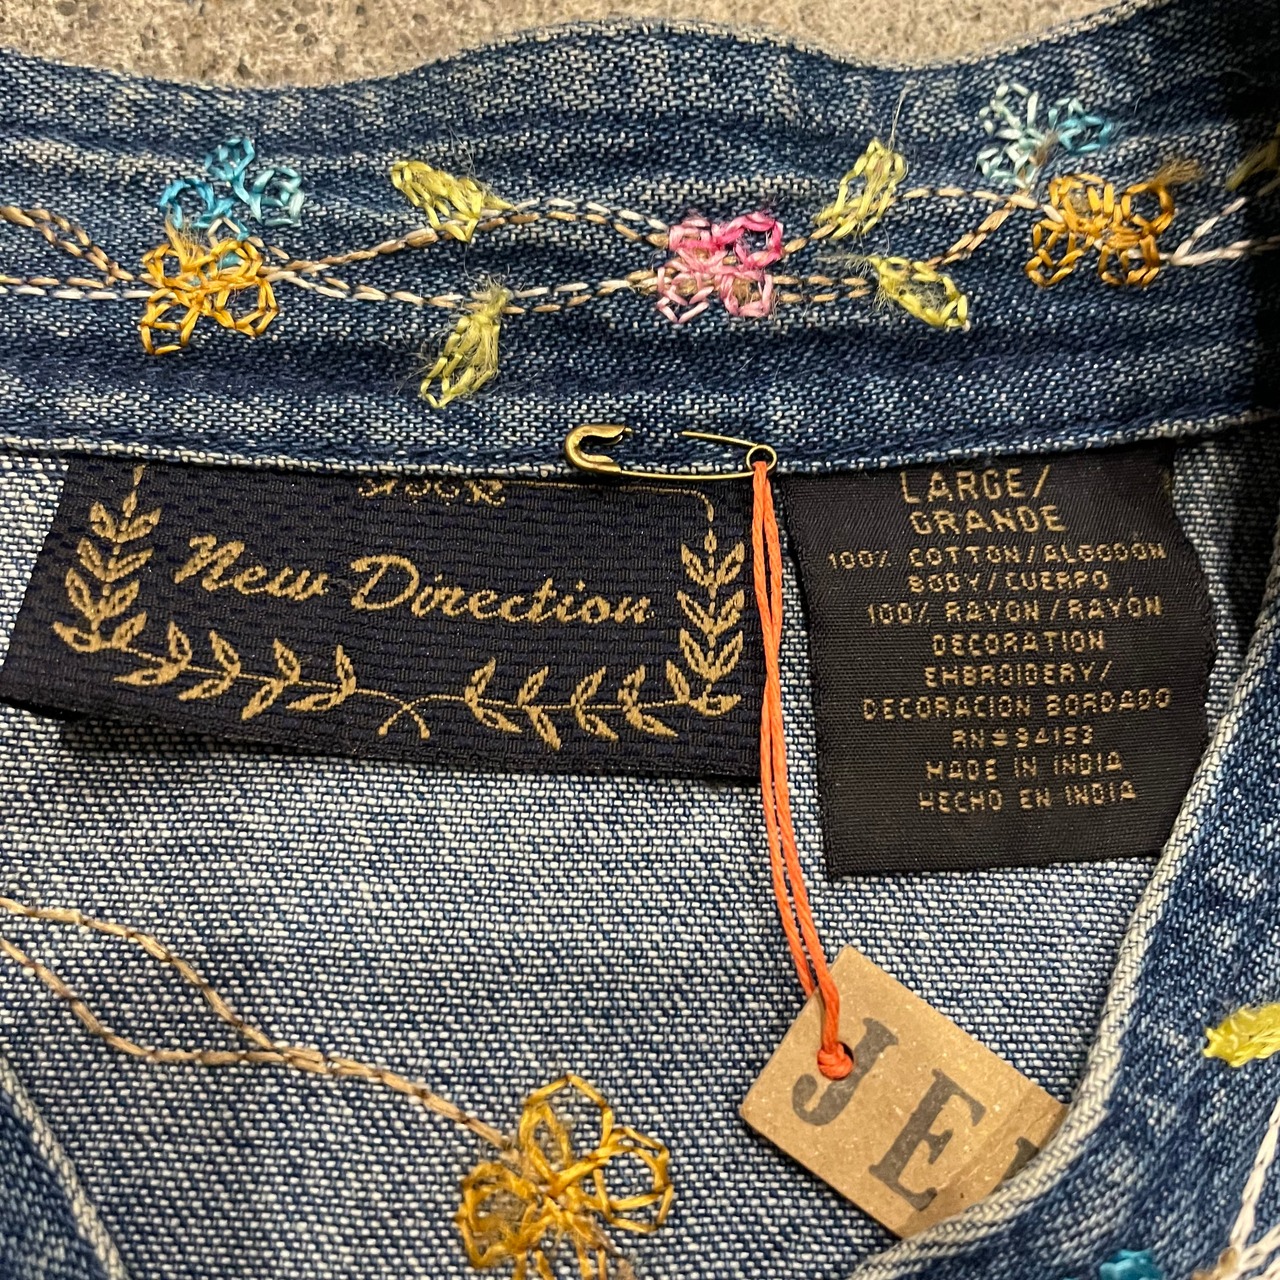 New Direction
LARGE/
GRANDE
100% COTTON/ALGODON
BODY/CUERPO
100% RAYON/RAYON
DECORATION
EMBROIDERY/
DECORACION BORDADO
RN#94153
MADE IN INDIA
HECHO EN INDIA
JE